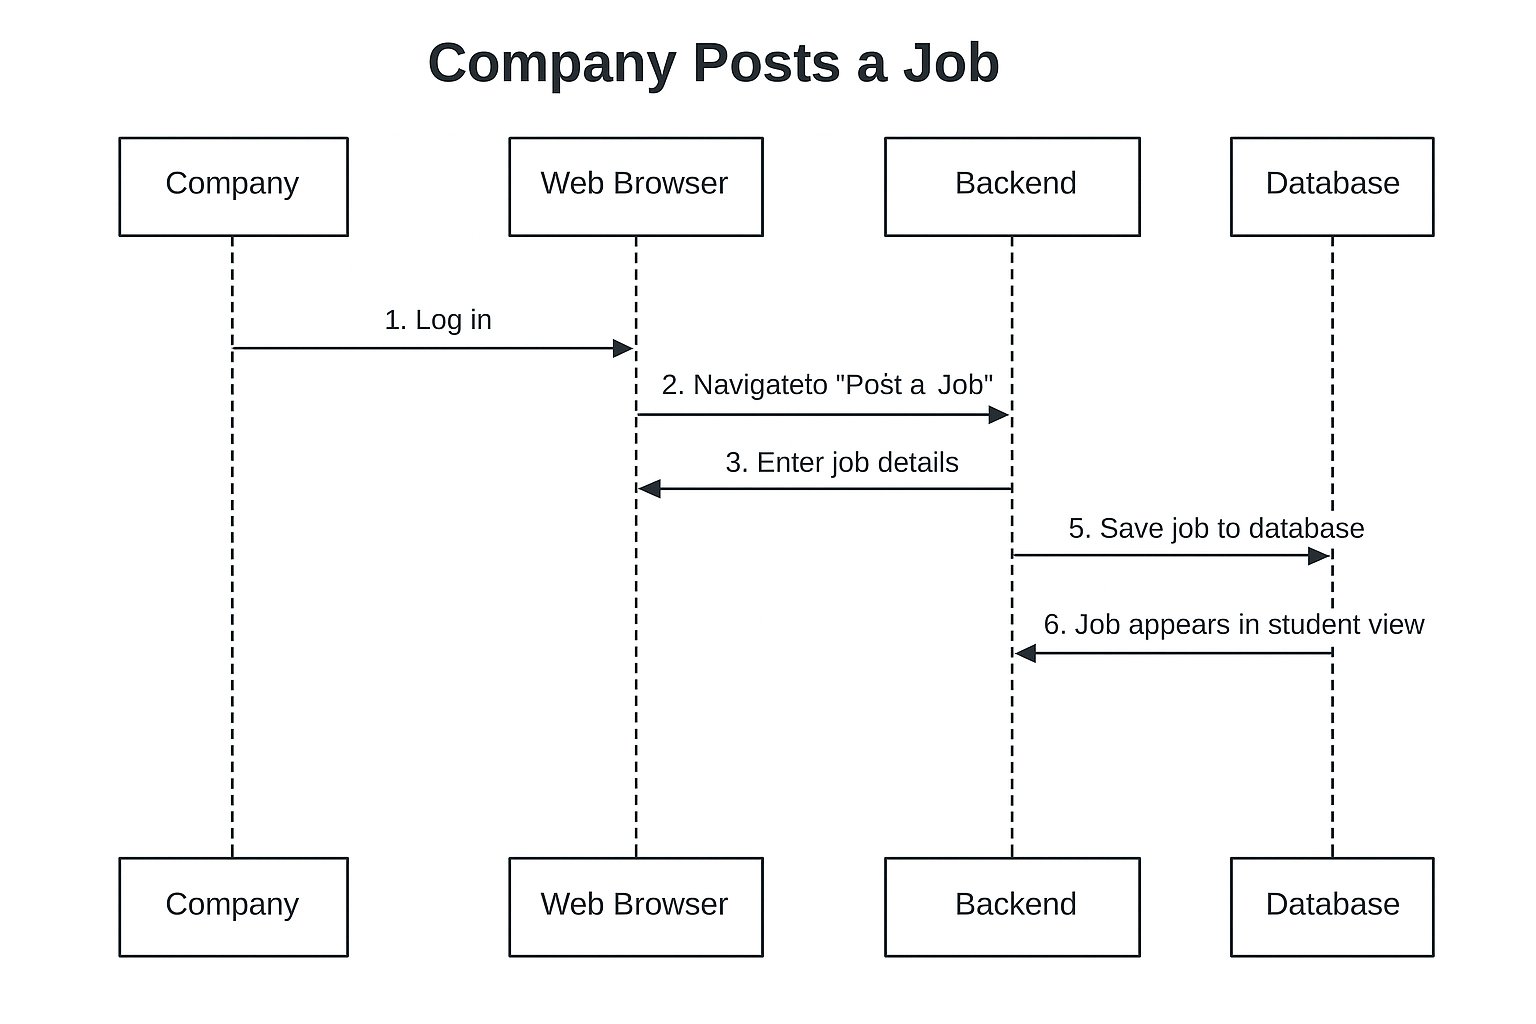 Company Posts a Job
Company
Web Browser
Backend
Database
1. Log in
2. Navigateto "Post a Job"
3. Enter job details
5. Save job to database
6. Job appears in student view
Company
Web Browser
Backend
Database